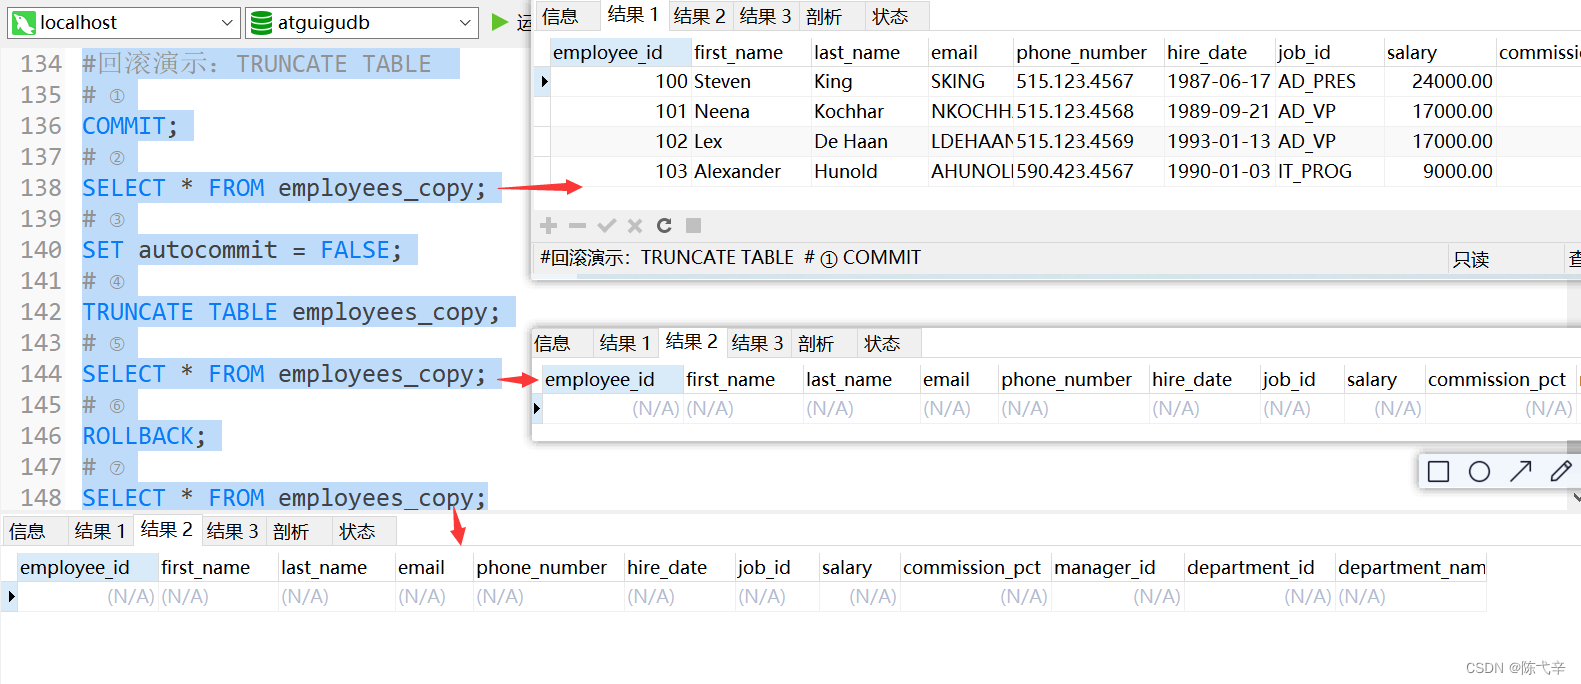 localhost atguigudb 运
134 #回滚演示：TRUNCATE TABLE
135 # ①
136 COMMIT;
137 # ②
138 SELECT * FROM employees_copy;
139 # ③
140 SET autocommit = FALSE;
141 # ④
142 TRUNCATE TABLE employees_copy;
143 # ⑤
144 SELECT * FROM employees_copy;
145 # ⑥
146 ROLLBACK;
147 # ⑦
148 SELECT * FROM employees_copy;
信息 结果 1 结果 2 结果 3 剖析 状态
employee_id first_name last_name email phone_number hire_date job_id salary commissi
100 Steven King SKING 515.123.4567 1987-06-17 AD_PRES 24000.00
101 Neena Kochhar NKOCHH 515.123.4568 1989-09-21 AD_VP 17000.00
102 Lex De Haan LDEHAAN 515.123.4569 1993-01-13 AD_VP 17000.00
103 Alexander Hunold AHUNOL 590.423.4567 1990-01-03 IT_PROG 9000.00
#回滚演示：TRUNCATE TABLE # ① COMMIT 只读 查
信息 结果 1 结果 2 结果 3 剖析 状态
employee_id first_name last_name email phone_number hire_date job_id salary commission_pct
(N/A) (N/A) (N/A) (N/A) (N/A) (N/A) (N/A) (N/A) (N/A)
信息 结果 1 结果 2 结果 3 剖析 状态
employee_id first_name last_name email phone_number hire_date job_id salary commission_pct manager_id department_id department_nam
(N/A) (N/A) (N/A) (N/A) (N/A) (N/A) (N/A) (N/A) (N/A) (N/A) (N/A) (N/A)
CSDN @陈弋辛